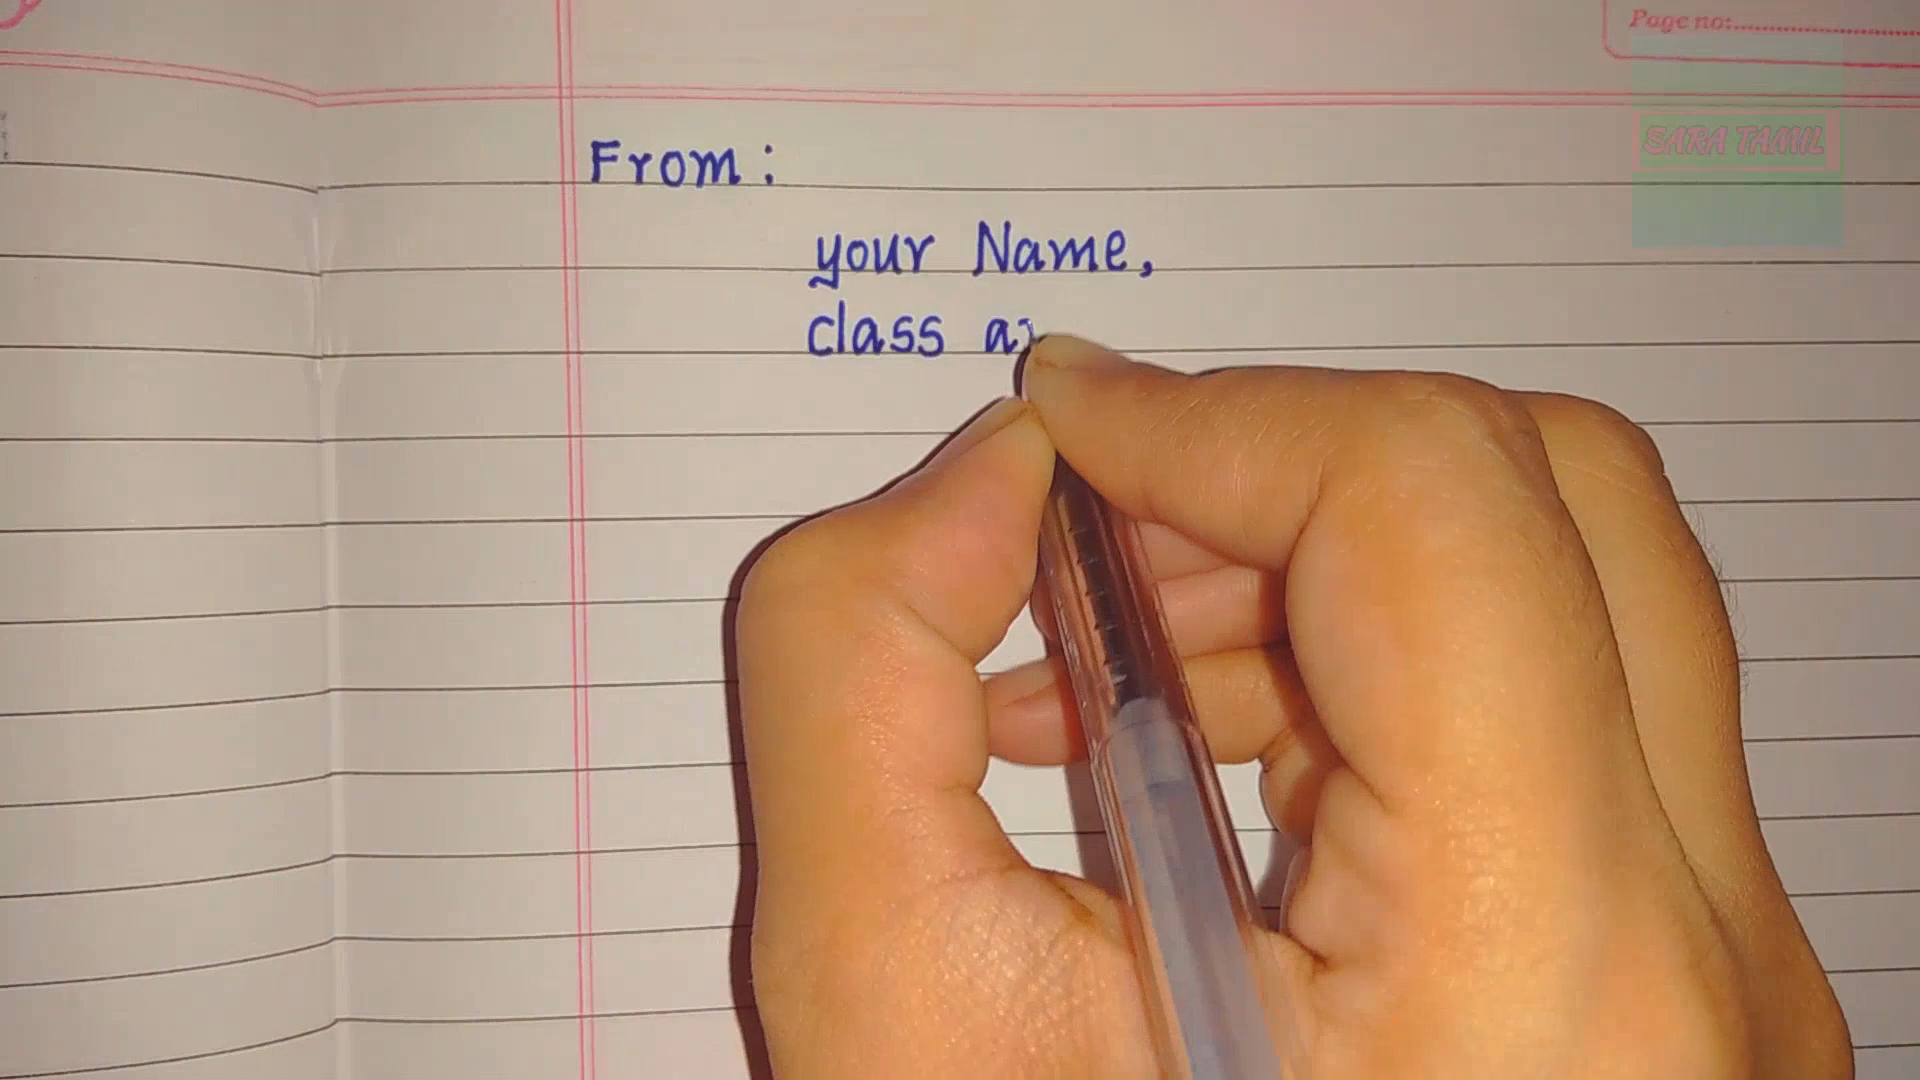 Page no:
SARA TAMIL
From:
your Name,
class